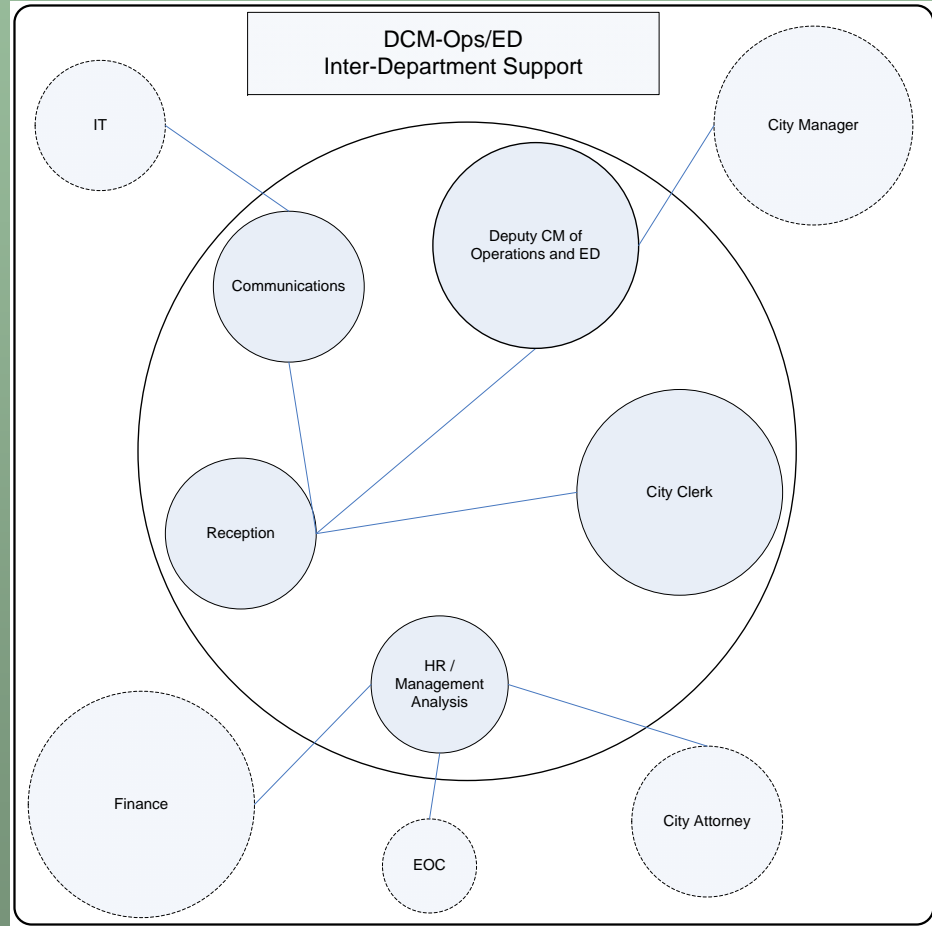 DCM-Ops/ED
Inter-Department Support
IT
City Manager
Deputy CM of
Operations and ED
Communications
City Clerk
Reception
HR /
Management
Analysis
Finance
City Attorney
EOC